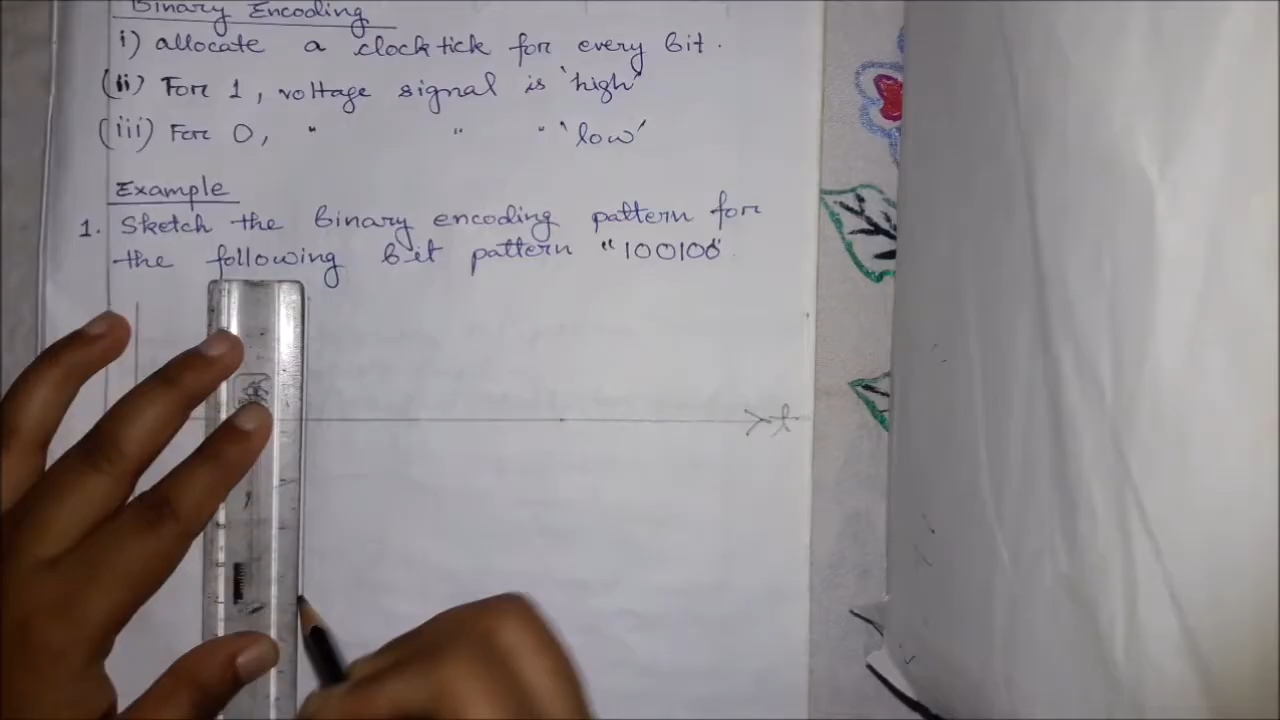 Binary Encoding
i) allocate a clock tick for every bit.
(ii) For 1, voltage signal is 'high'
(iii) For 0, " " " 'low'
Example
1. Sketch the binary encoding pattern for
the following bit pattern "100100"
t